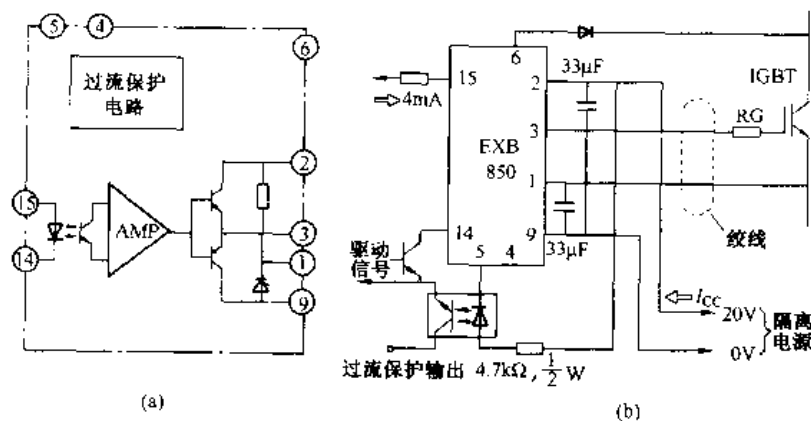 5
4
6
过流保护
电路
2
15
AMP
3
14
1
9
(a)
6
33μF
2
15
4mA
IGBT
3
RG
EXB
850
1
14
9
33μF
绞线
驱动
信号
5
4
I_CC
20V
隔离
电源
0V
过流保护输出 4.7kΩ, 1/2 W
(b)